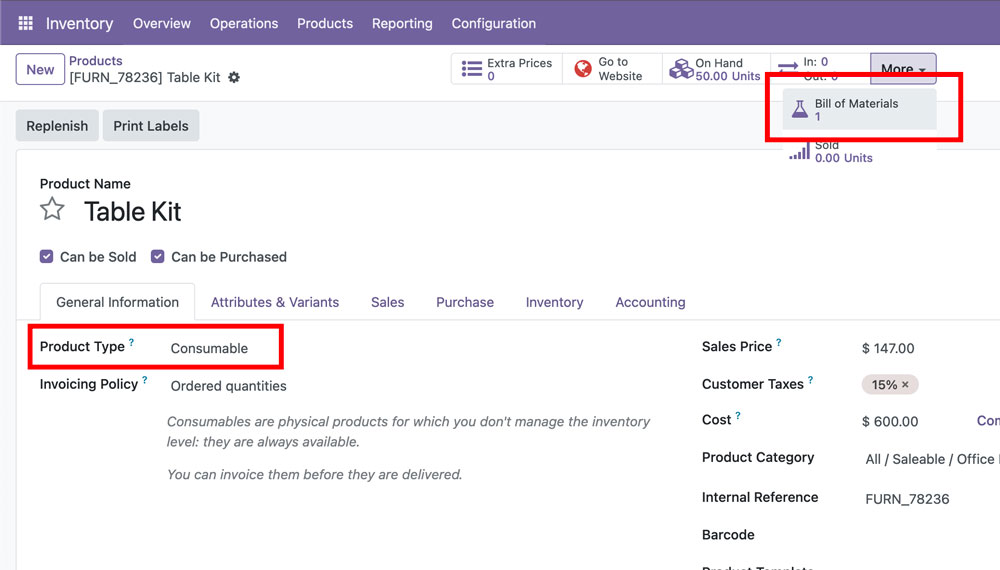 Inventory Overview Operations Products Reporting Configuration
New
Products
[FURN_78236] Table Kit
Extra Prices
0
Go to
Website
On Hand
50.00 Units
In: 0
Out: 0
More
Bill of Materials
1
Sold
0.00 Units
Replenish Print Labels
Product Name
Table Kit
Can be Sold Can be Purchased
General Information Attributes & Variants Sales Purchase Inventory Accounting
Product Type ? Consumable
Invoicing Policy ? Ordered quantities
Consumables are physical products for which you don't manage the inventory
level: they are always available.
You can invoice them before they are delivered.
Sales Price ? $ 147.00
Customer Taxes ? 15% ×
Cost ? $ 600.00 Com
Product Category All / Saleable / Office
Internal Reference FURN_78236
Barcode
Product Template